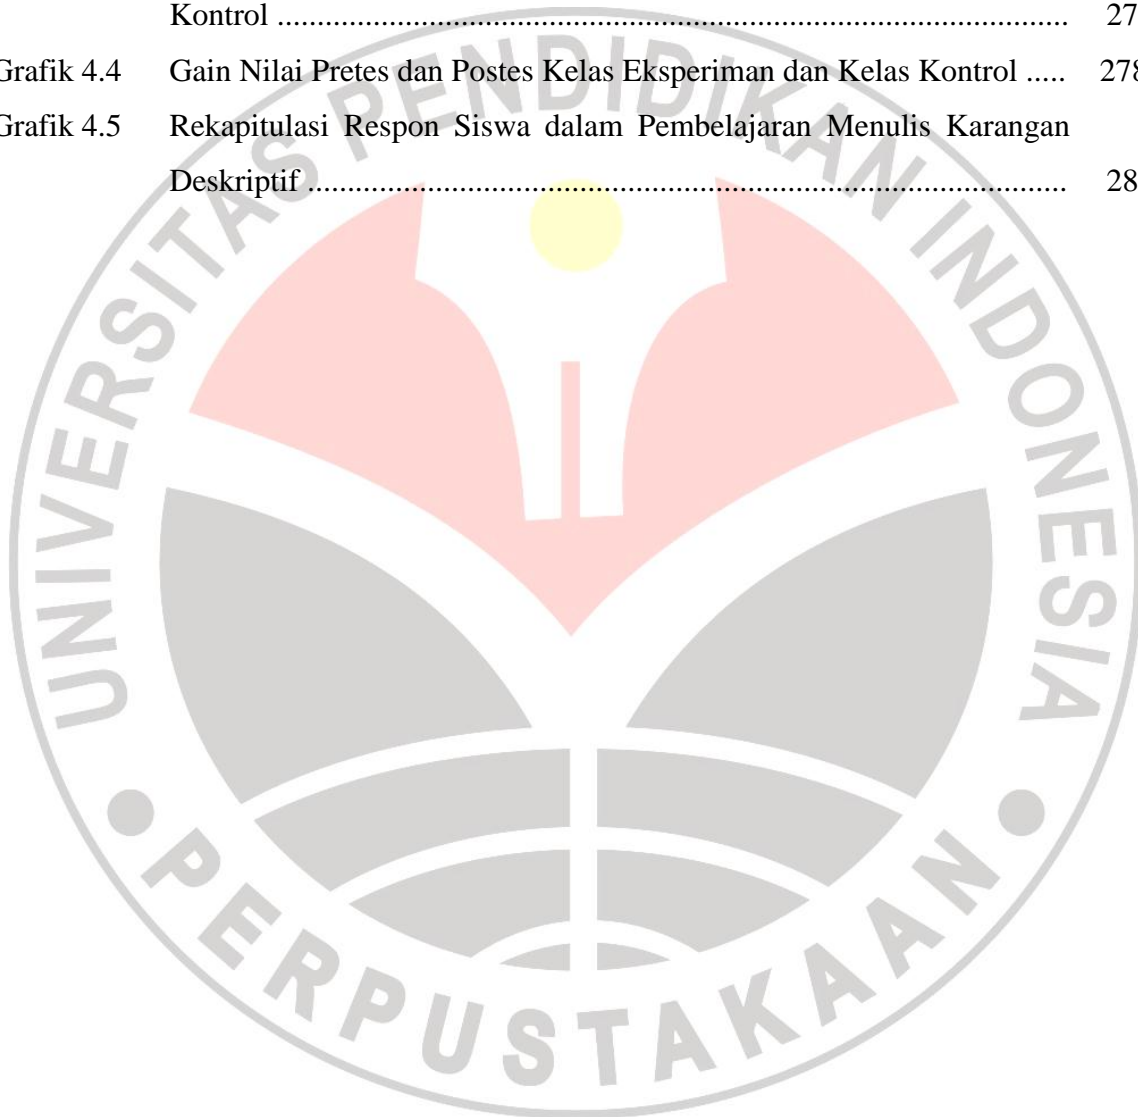 Kontrol ................................................................................... 27
Grafik 4.4 Gain Nilai Pretes dan Postes Kelas Eksperiman dan Kelas Kontrol ..... 278
Grafik 4.5 Rekapitulasi Respon Siswa dalam Pembelajaran Menulis Karangan
Deskriptif ................................................................................ 28
UNIVERSITAS PENDIDIKAN INDONESIA
PERPUSTAKAAN